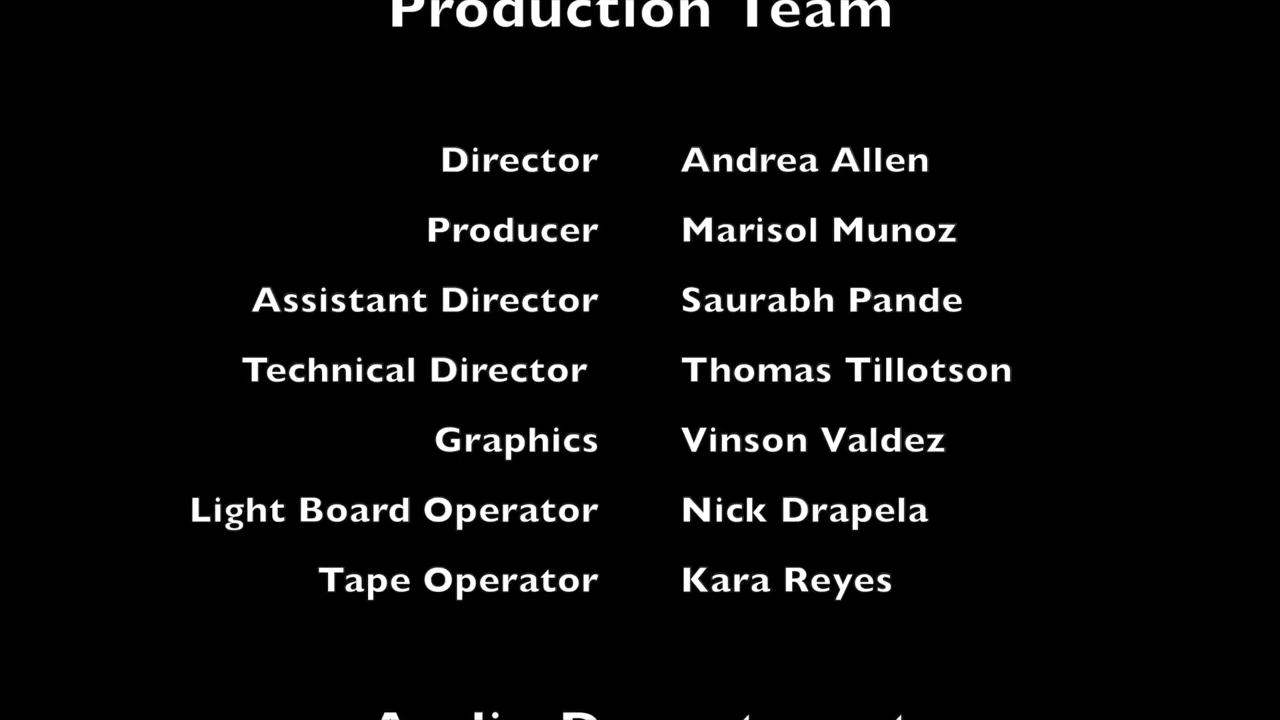 Production Team
Director Andrea Allen
Producer Marisol Munoz
Assistant Director Saurabh Pande
Technical Director Thomas Tillotson
Graphics Vinson Valdez
Light Board Operator Nick Drapela
Tape Operator Kara Reyes
Audio Department